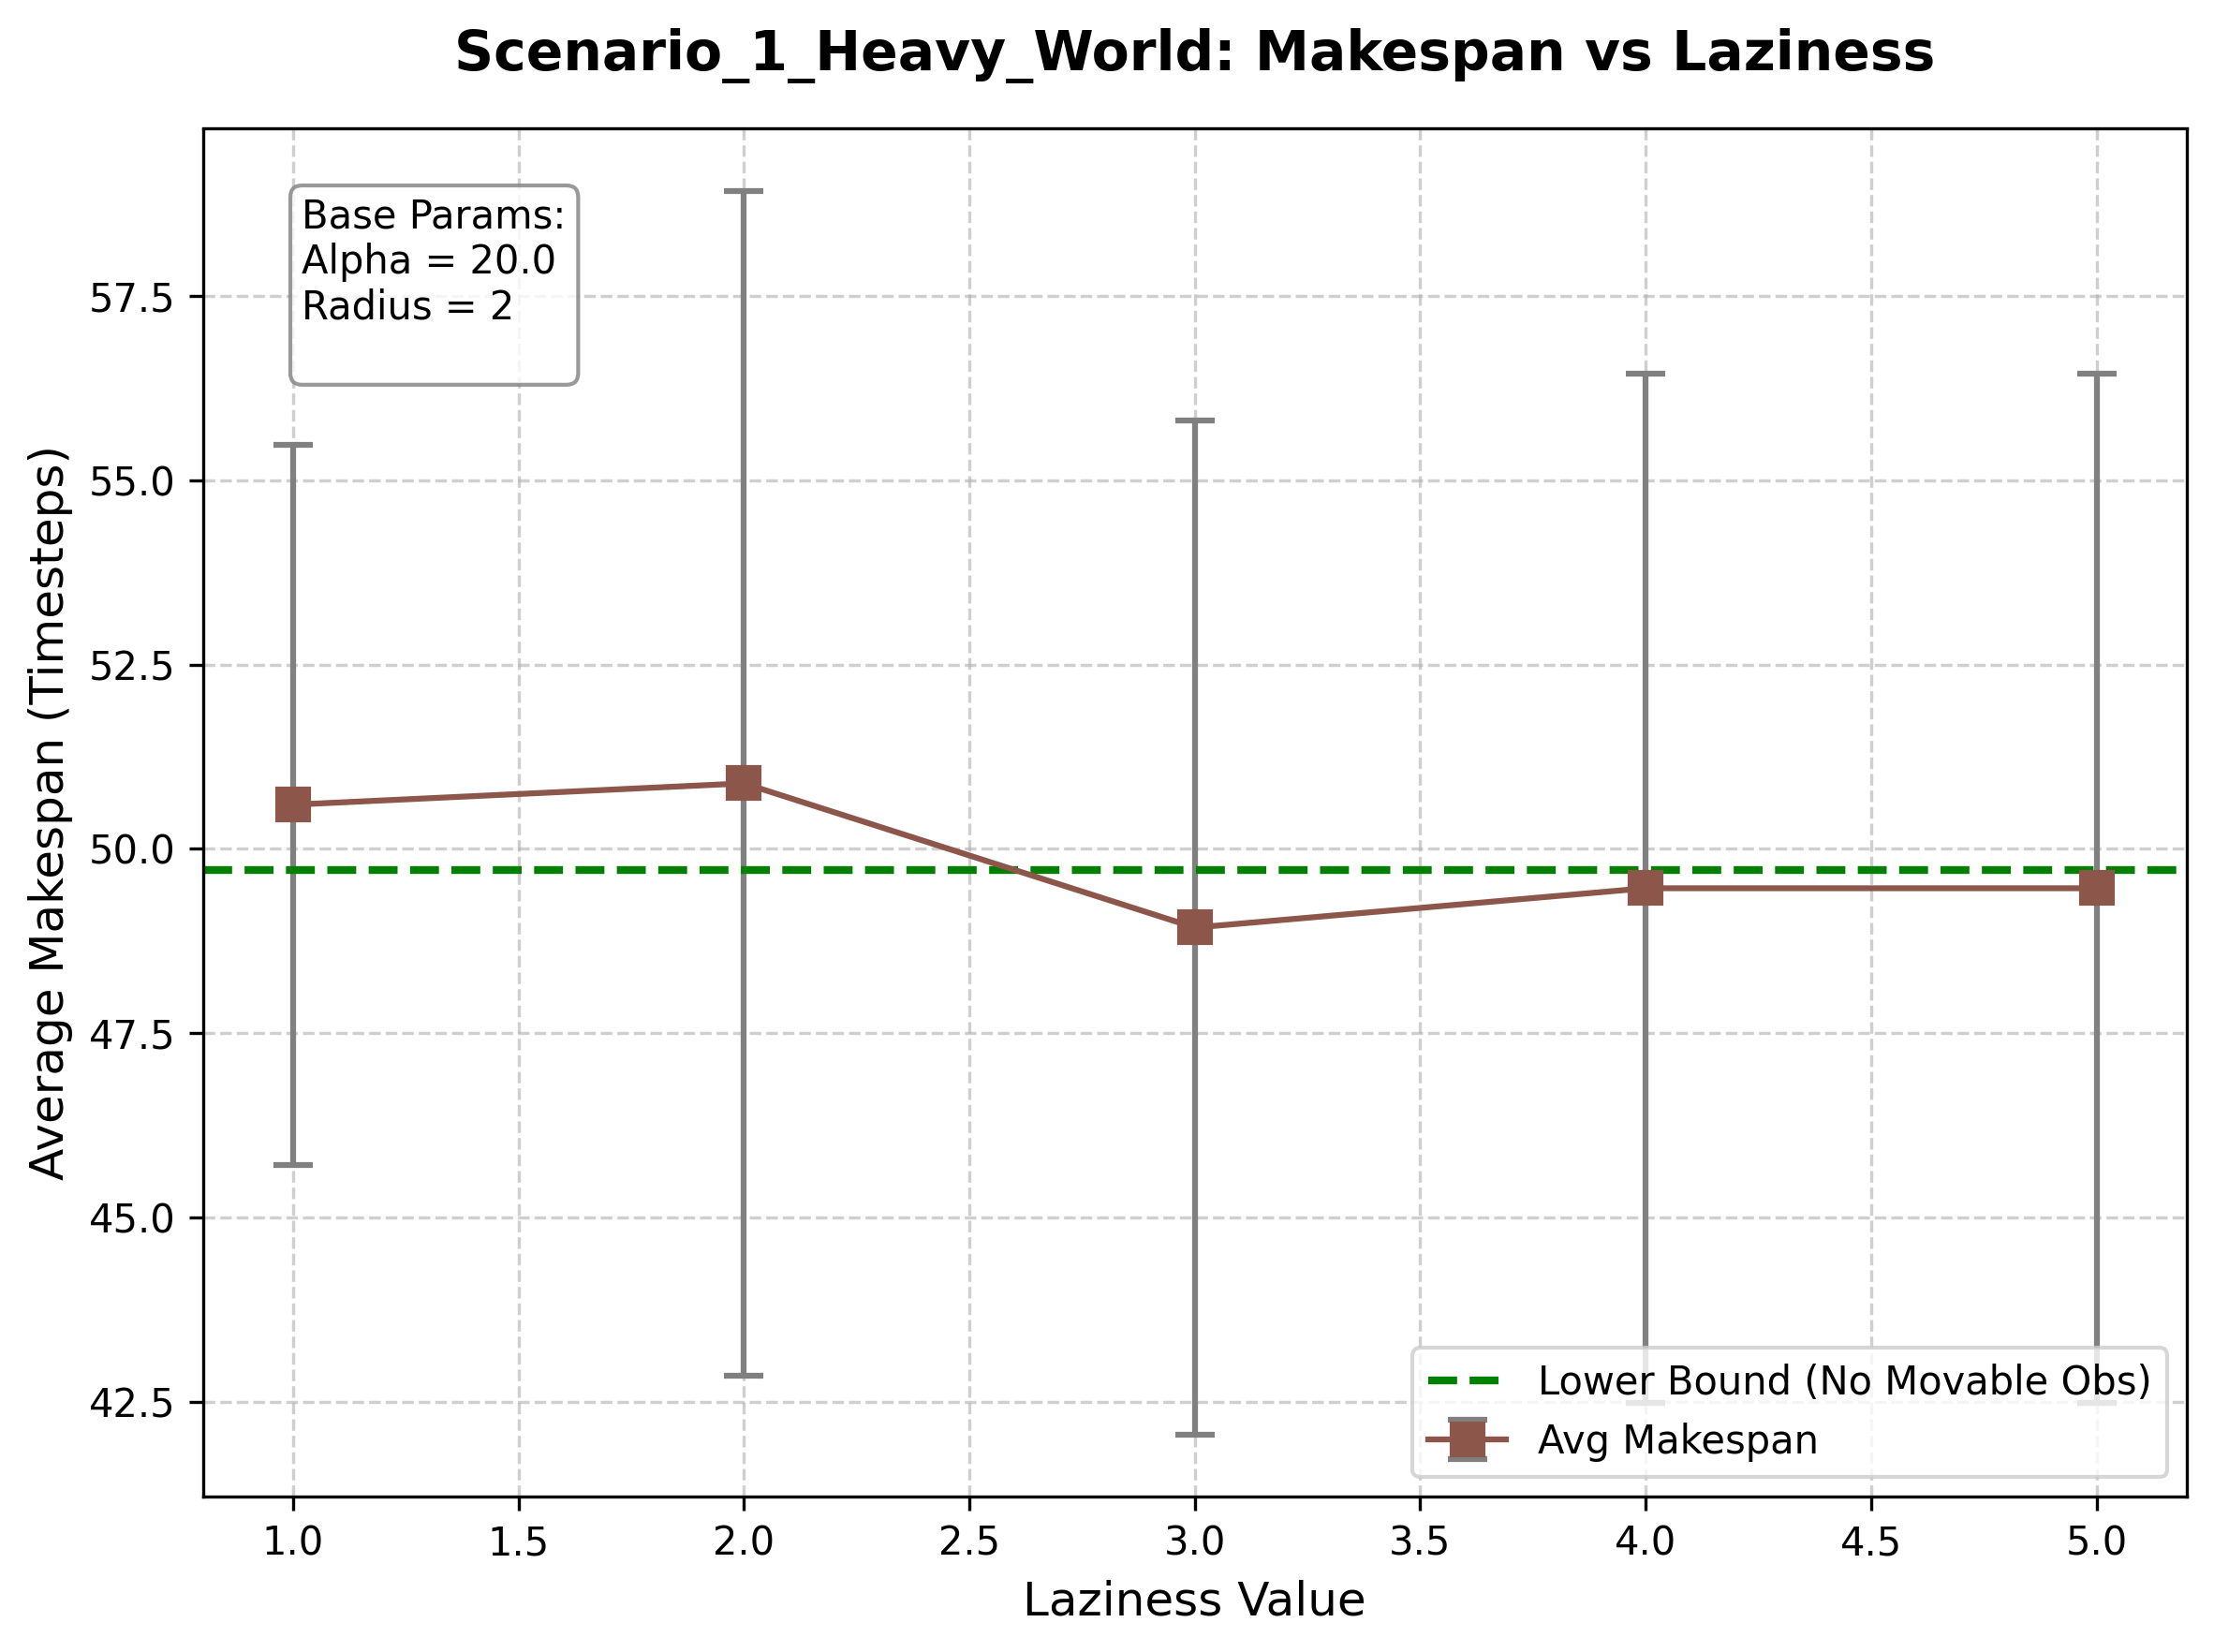 Scenario_1_Heavy_World: Makespan vs Laziness
Base Params:
Alpha = 20.0
Radius = 2
57.5
55.0
52.5
50.0
47.5
45.0
42.5
Average Makespan (Timesteps)
Lower Bound (No Movable Obs)
Avg Makespan
1.0 1.5 2.0 2.5 3.0 3.5 4.0 4.5 5.0
Laziness Value